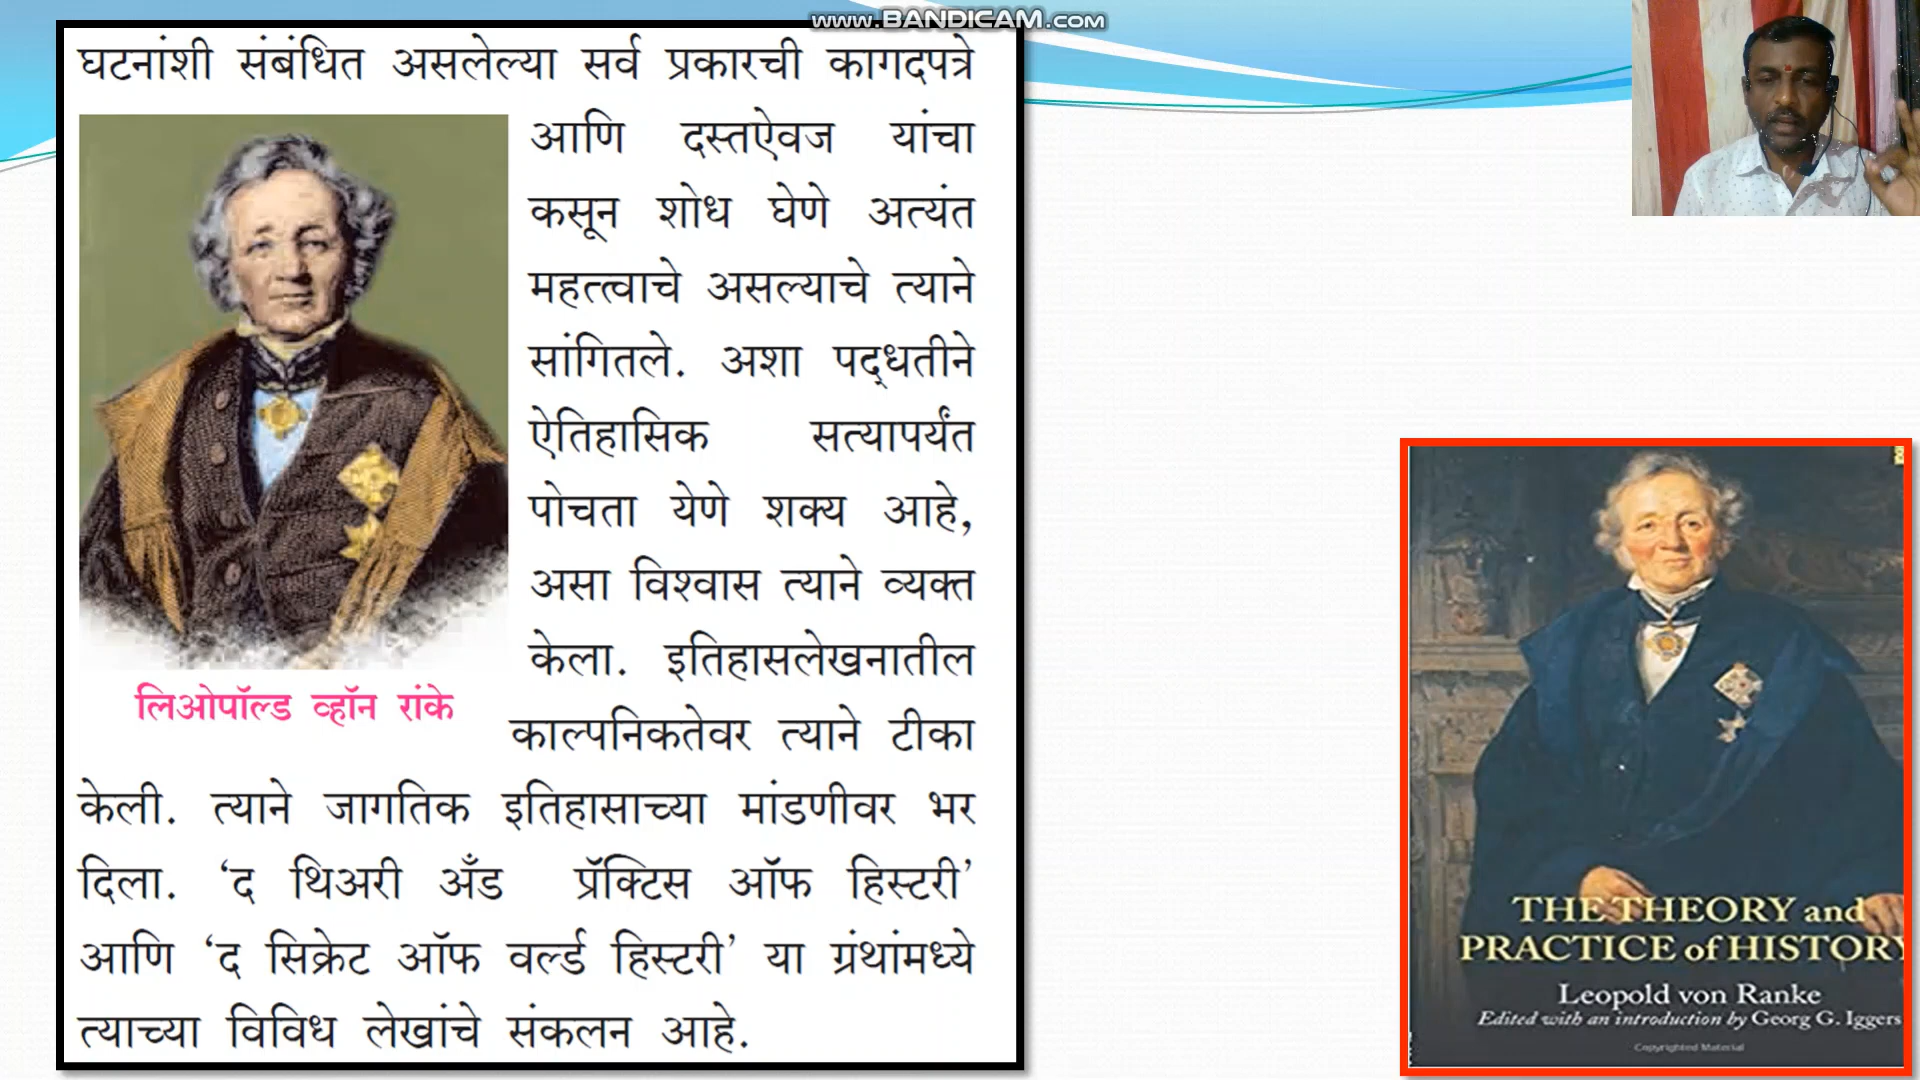 www.BANDICAM.com
घटनांशी संबंधित असलेल्या सर्व प्रकारची कागदपत्रे
आणि दस्तऐवज यांचा
कसून शोध घेणे अत्यंत
महत्त्वाचे असल्याचे त्याने
सांगितले. अशा पद्धतीने
ऐतिहासिक सत्यापर्यंत
पोचता येणे शक्य आहे,
असा विश्वास त्याने व्यक्त
केला. इतिहासलेखनातील
लिओपॉल्ड व्हॉन रांके
काल्पनिकतेवर त्याने टीका
केली. त्याने जागतिक इतिहासाच्या मांडणीवर भर
दिला. ‘द थिअरी अँड प्रॅक्टिस ऑफ हिस्टरी’
आणि ‘द सिक्रेट ऑफ वर्ल्ड हिस्टरी’ या ग्रंथांमध्ये
त्याच्या विविध लेखांचे संकलन आहे.
THE THEORY and
PRACTICE of HISTORY
Leopold von Ranke
Edited with an introduction by Georg G. Iggers
Copyrighted Material